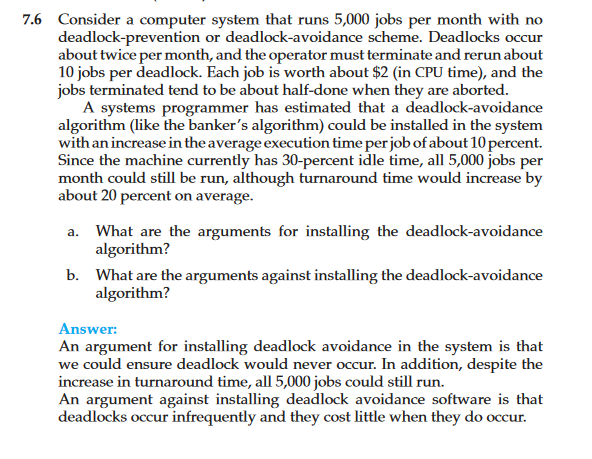 7.6 Consider a computer system that runs 5,000 jobs per month with no
deadlock-prevention or deadlock-avoidance scheme. Deadlocks occur
about twice per month, and the operator must terminate and rerun about
10 jobs per deadlock. Each job is worth about $2 (in CPU time), and the
jobs terminated tend to be about half-done when they are aborted.
A systems programmer has estimated that a deadlock-avoidance
algorithm (like the banker's algorithm) could be installed in the system
with an increase in the average execution time per job of about 10 percent.
Since the machine currently has 30-percent idle time, all 5,000 jobs per
month could still be run, although turnaround time would increase by
about 20 percent on average.
a. What are the arguments for installing the deadlock-avoidance
algorithm?
b. What are the arguments against installing the deadlock-avoidance
algorithm?
Answer:
An argument for installing deadlock avoidance in the system is that
we could ensure deadlock would never occur. In addition, despite the
increase in turnaround time, all 5,000 jobs could still run.
An argument against installing deadlock avoidance software is that
deadlocks occur infrequently and they cost little when they do occur.